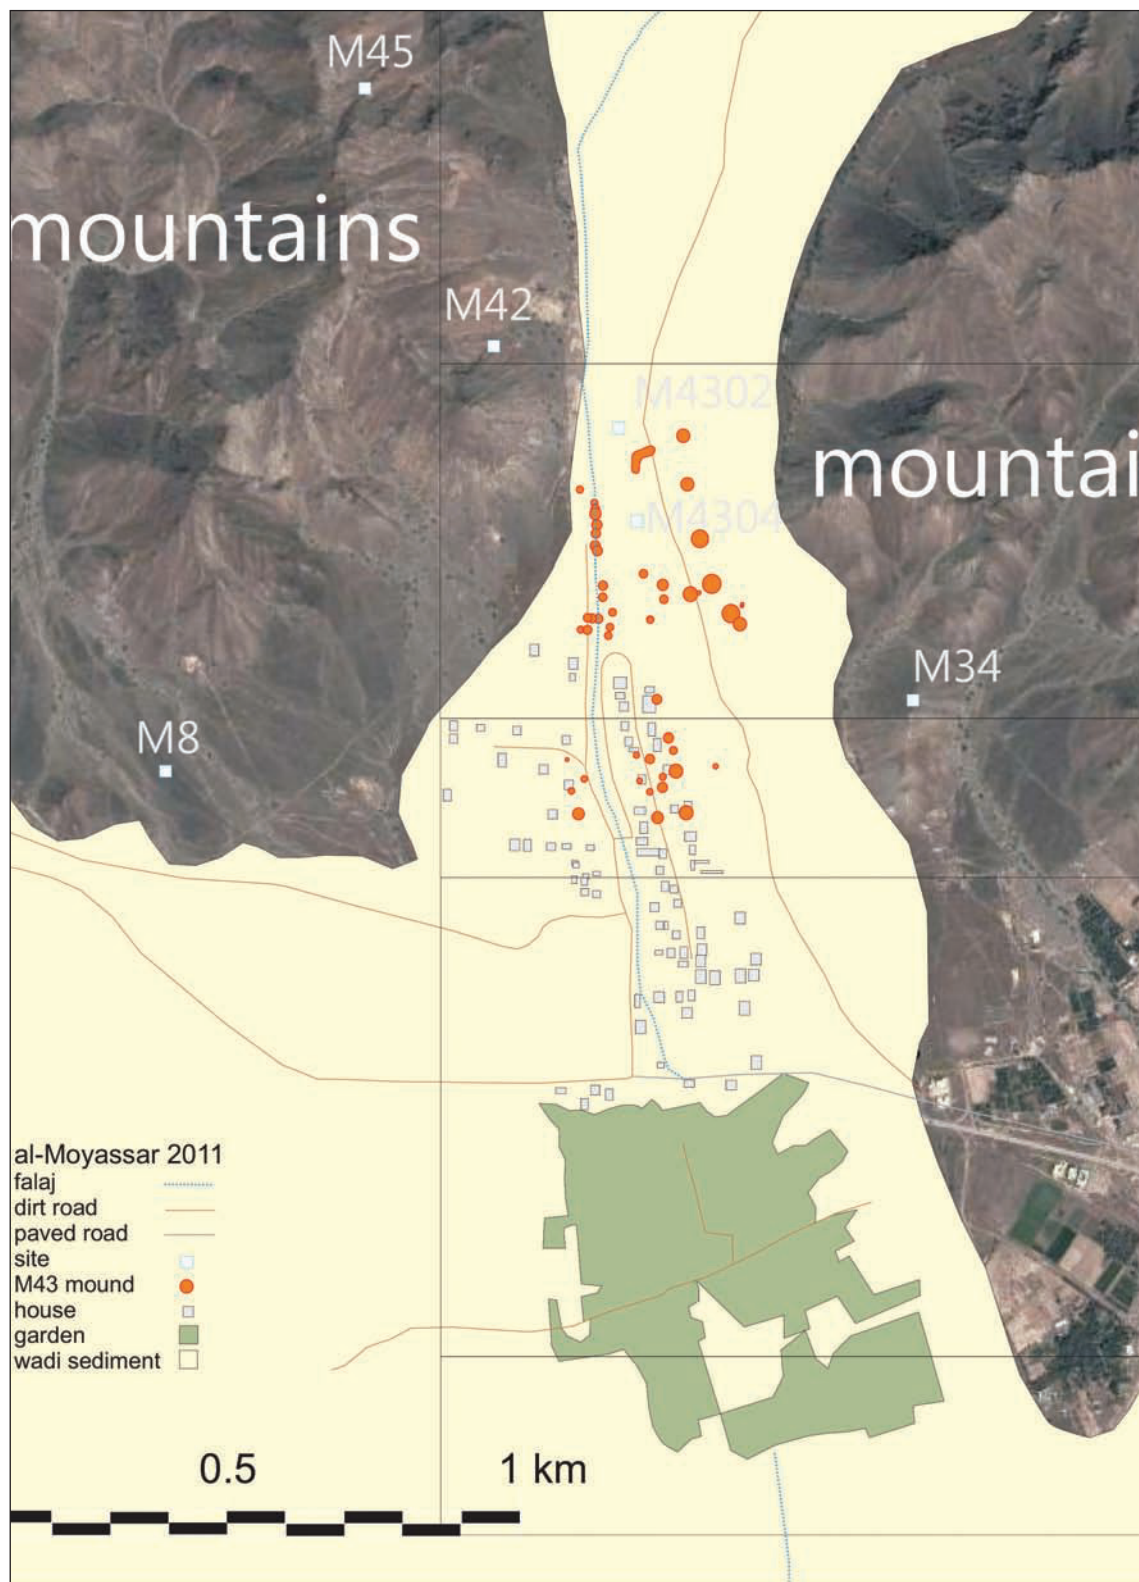 M45
mountains
M42
M4302
mountai
M4304
M34
M8
al-Moyassar 2011
falaj
dirt road
paved road
site
M43 mound
house
garden
wadi sediment
0.5
1 km